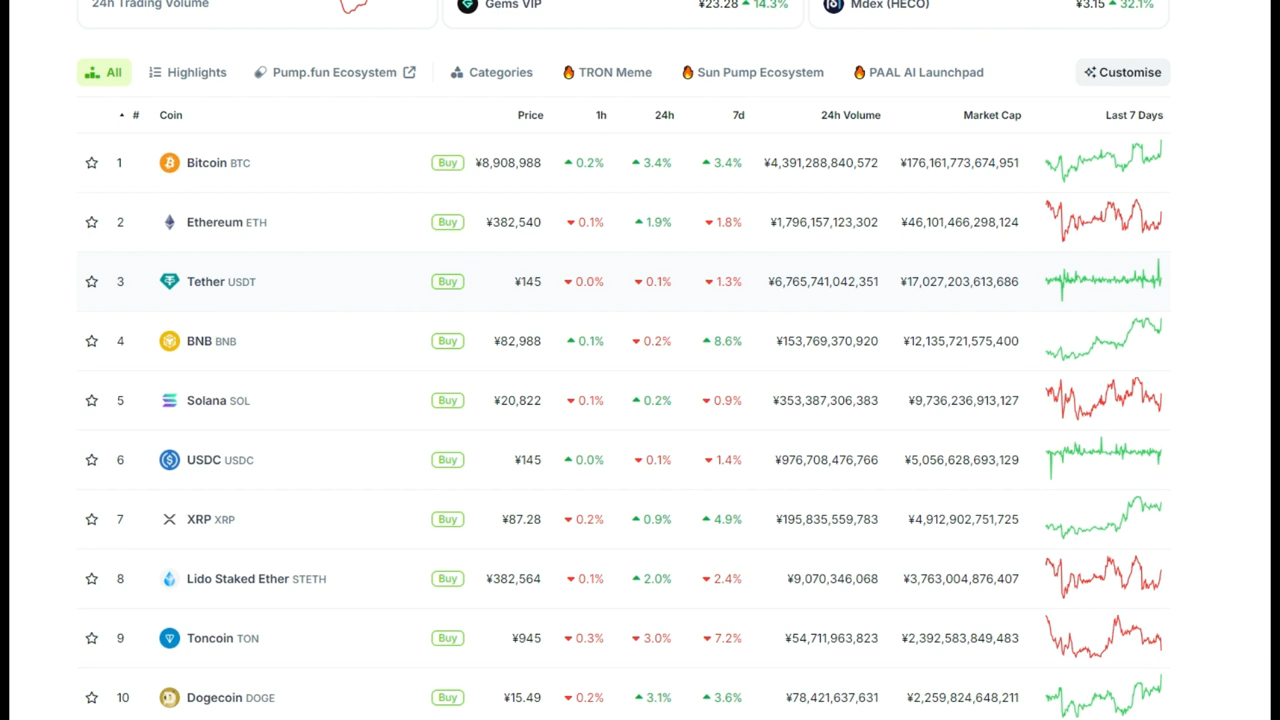 24h Trading Volume
Gems VIP ¥23.28 14.3%
Mdex (HECO) ¥3.15 32.1%
All Highlights Pump.fun Ecosystem Categories TRON Meme Sun Pump Ecosystem PAAL AI Launchpad Customise
# Coin Price 1h 24h 7d 24h Volume Market Cap Last 7 Days
1 Bitcoin BTC Buy ¥8,908,988 0.2% 3.4% 3.4% ¥4,391,288,840,572 ¥176,161,773,674,951
2 Ethereum ETH Buy ¥382,540 0.1% 1.9% 1.8% ¥1,796,157,123,302 ¥46,101,466,298,124
3 Tether USDT Buy ¥145 0.0% 0.1% 1.3% ¥6,765,741,042,351 ¥17,027,203,613,686
4 BNB BNB Buy ¥82,988 0.1% 0.2% 8.6% ¥153,769,370,920 ¥12,135,721,575,400
5 Solana SOL Buy ¥20,822 0.1% 0.2% 0.9% ¥353,387,306,383 ¥9,736,236,913,127
6 USDC USDC Buy ¥145 0.0% 0.1% 1.4% ¥976,708,476,766 ¥5,056,628,693,129
7 XRP XRP Buy ¥87.28 0.2% 0.9% 4.9% ¥195,835,559,783 ¥4,912,902,751,725
8 Lido Staked Ether STETH Buy ¥382,564 0.1% 2.0% 2.4% ¥9,070,346,068 ¥3,763,004,876,407
9 Toncoin TON Buy ¥945 0.3% 3.0% 7.2% ¥54,711,963,823 ¥2,392,583,849,483
10 Dogecoin DOGE Buy ¥15.49 0.2% 3.1% 3.6% ¥78,421,637,631 ¥2,259,824,648,211